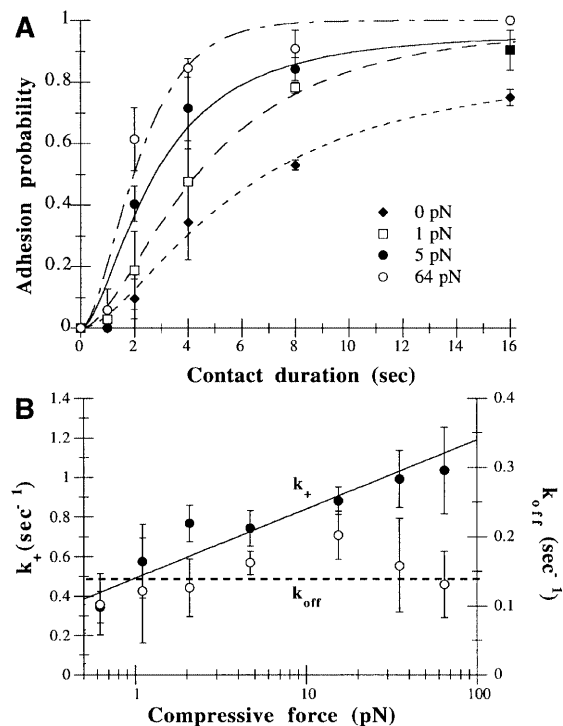 A
Adhesion probability
1
0.8
0.6
0.4
0.2
0
0 2 4 6 8 10 12 14 16
Contact duration (sec)
0 pN
1 pN
5 pN
64 pN
B
k+ (sec-1)
1.4
1.2
1
0.8
0.6
0.4
0.2
0
k+
koff
0.4
0.3
0.2
0.1
0
koff (sec-1)
1 10 100
Compressive force (pN)